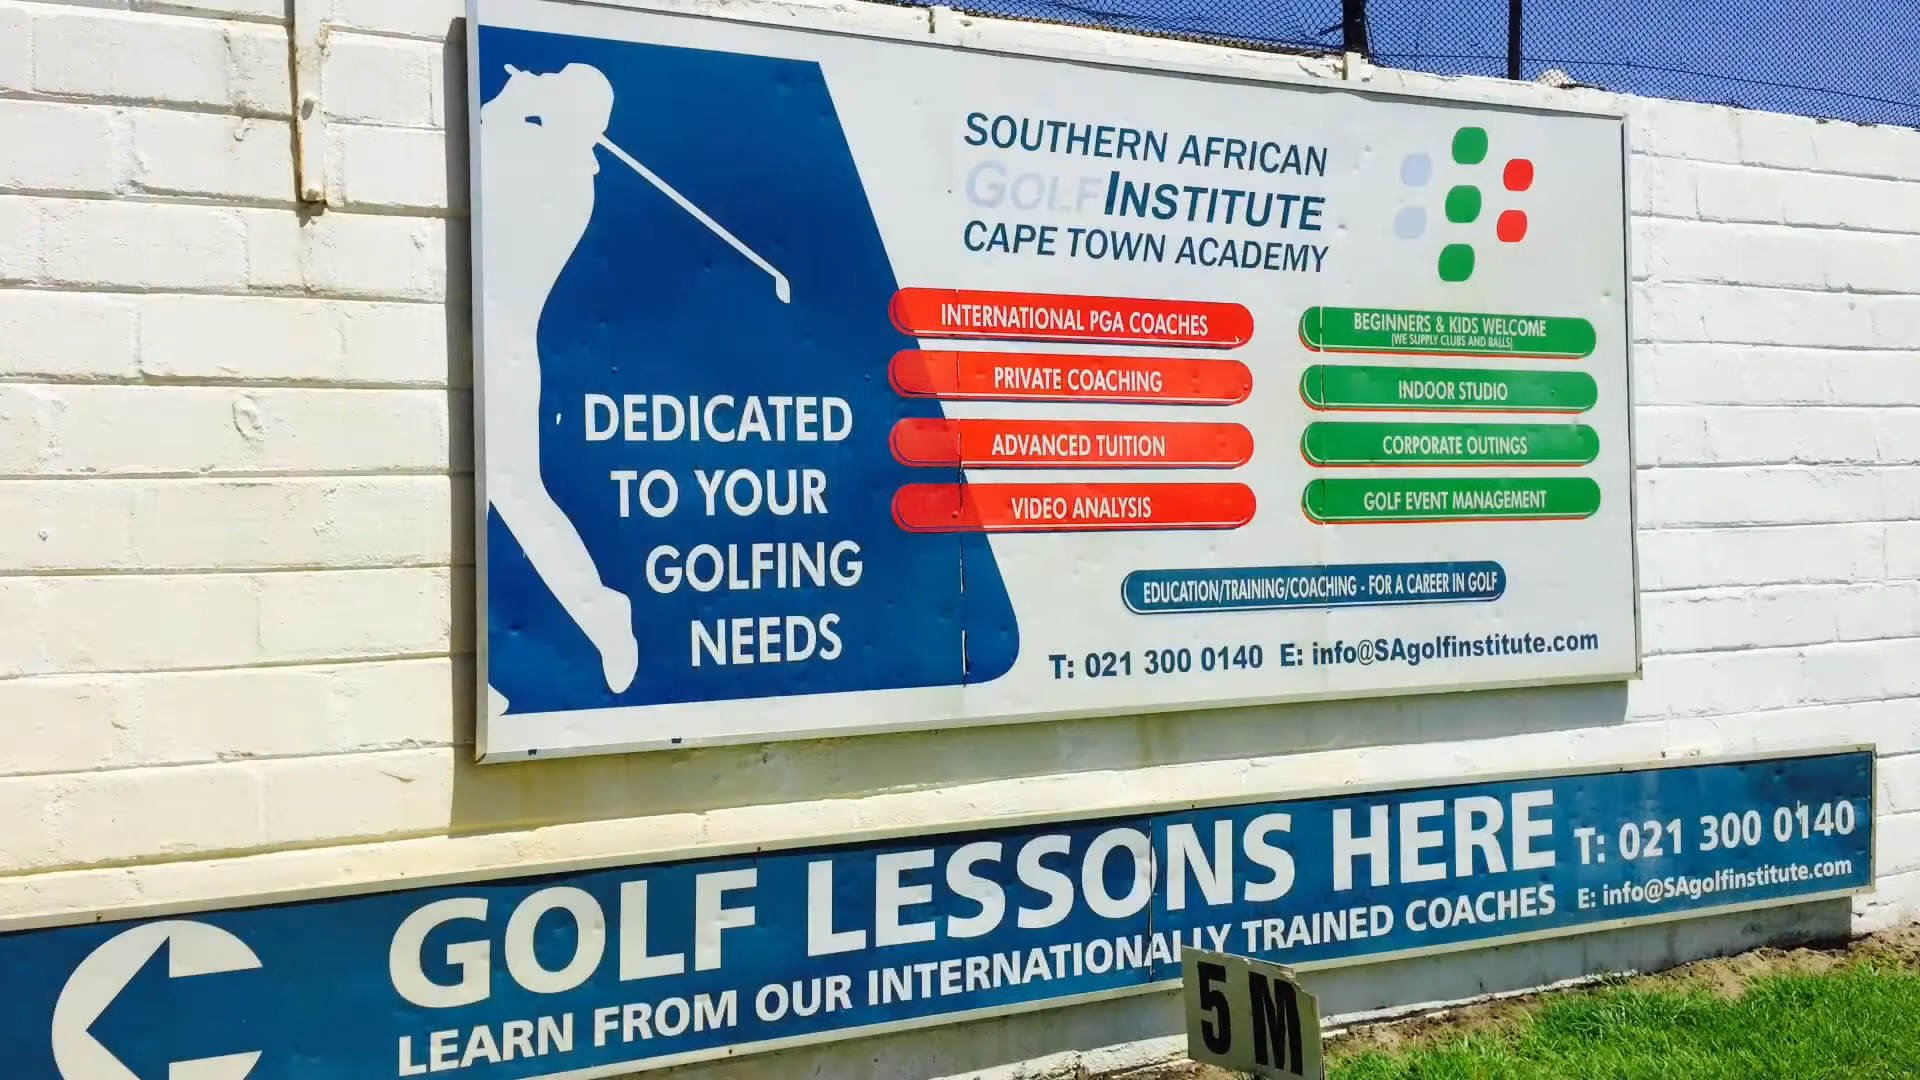 SOUTHERN AFRICAN
GOLF INSTITUTE
CAPE TOWN ACADEMY
DEDICATED
TO YOUR
GOLFING
NEEDS
INTERNATIONAL PGA COACHES
PRIVATE COACHING
ADVANCED TUITION
VIDEO ANALYSIS
BEGINNERS & KIDS WELCOME
(WE SUPPLY CLUBS AND BALLS)
INDOOR STUDIO
CORPORATE OUTINGS
GOLF EVENT MANAGEMENT
EDUCATION/TRAINING/COACHING - FOR A CAREER IN GOLF
T: 021 300 0140 E: info@SAgolfinstitute.com
GOLF LESSONS HERE
LEARN FROM OUR INTERNATIONALLY TRAINED COACHES
T: 021 300 0140
E: info@SAgolfinstitute.com
5 M